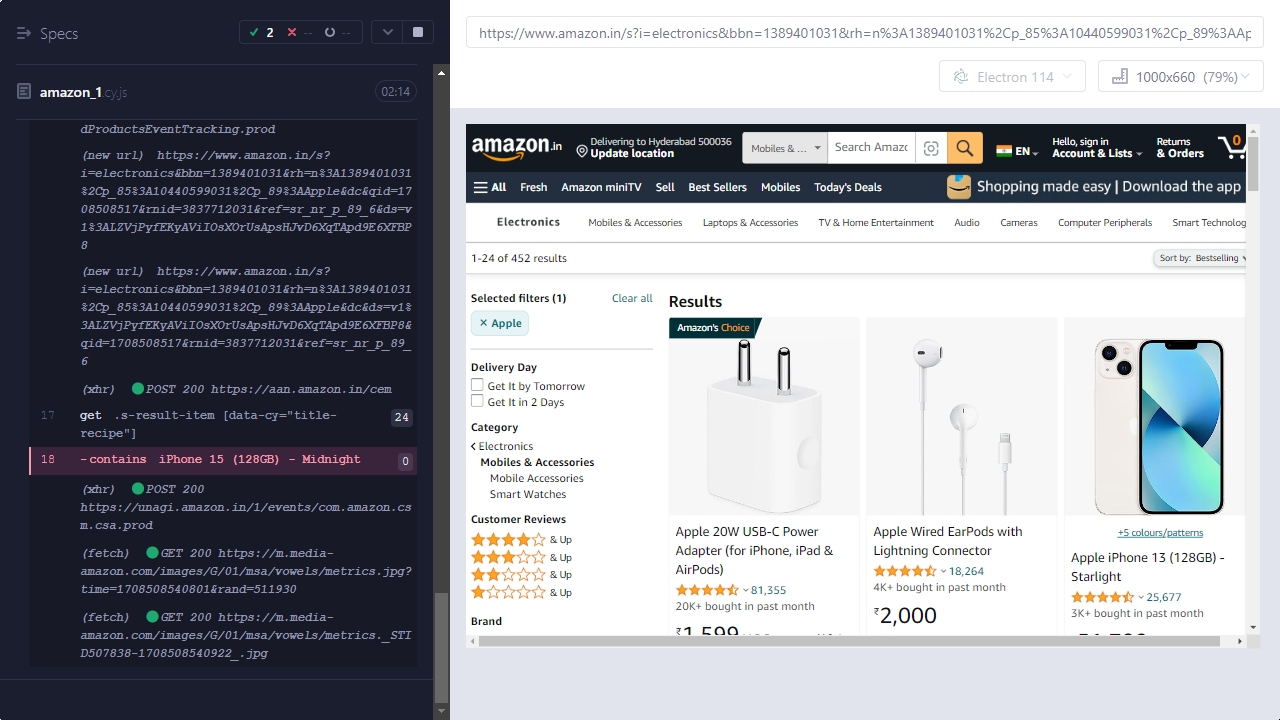 Specs
2
--
--
amazon_1.cy.js
02:14
dProductsEventTracking.prod
(new url) https://www.amazon.in/s?
i=electronics&bbn=1389401031&rh=n%3A1389401031
%2Cp_85%3A10440599031%2Cp_89%3AApple&dc&qid=17
08508517&rnid=3837712031&ref=sr_nr_p_89_6&ds=v
1%3ALZVjPyfEKyAViIOsXOrUsApsHJvD6XqTApd9E6XFBP
8
(new url) https://www.amazon.in/s?
i=electronics&bbn=1389401031&rh=n%3A1389401031
%2Cp_85%3A10440599031%2Cp_89%3AApple&dc&ds=v1%
3ALZVjPyfEKyAViIOsXOrUsApsHJvD6XqTApd9E6XFBP8&
qid=1708508517&rnid=3837712031&ref=sr_nr_p_89_
6
(xhr) POST 200 https://aan.amazon.in/cem
17 get .s-result-item [data-cy="title-
recipe"]
24
18 -contains iPhone 15 (128GB) - Midnight 0
(xhr) POST 200
https://unagi.amazon.in/1/events/com.amazon.cs
m.csa.prod
(fetch) GET 200 https://m.media-
amazon.com/images/G/01/msa/vowels/metrics.jpg?
time=1708508540801&rand=511930
(fetch) GET 200 https://m.media-
amazon.com/images/G/01/msa/vowels/metrics._STI
D507838-1708508540922_.jpg
https://www.amazon.in/s?i=electronics&bbn=1389401031&rh=n%3A1389401031%2Cp_85%3A10440599031%2Cp_89%3AAp
Electron 114
1000x660 (79%)
amazon.in
Delivering to Hyderabad 500036
Update location
Mobiles & ...
Search Amazo
EN
Hello, sign in
Account & Lists
Returns
& Orders
0
All
Fresh
Amazon miniTV
Sell
Best Sellers
Mobiles
Today's Deals
Shopping made easy | Download the app
Electronics
Mobiles & Accessories
Laptops & Accessories
TV & Home Entertainment
Audio
Cameras
Computer Peripherals
Smart Technolog
1-24 of 452 results
Sort by: Bestselling
Selected filters (1)
Clear all
✕ Apple
Delivery Day
Get It by Tomorrow
Get It in 2 Days
Category
Electronics
Mobiles & Accessories
Mobile Accessories
Smart Watches
Customer Reviews
& Up
& Up
& Up
& Up
Brand
Results
Amazon's Choice
Apple 20W USB-C Power
Adapter (for iPhone, iPad &
AirPods)
81,355
20K+ bought in past month
₹1,599
Apple Wired EarPods with
Lightning Connector
18,264
4K+ bought in past month
₹2,000
+5 colours/patterns
Apple iPhone 13 (128GB) -
Starlight
25,677
3K+ bought in past month